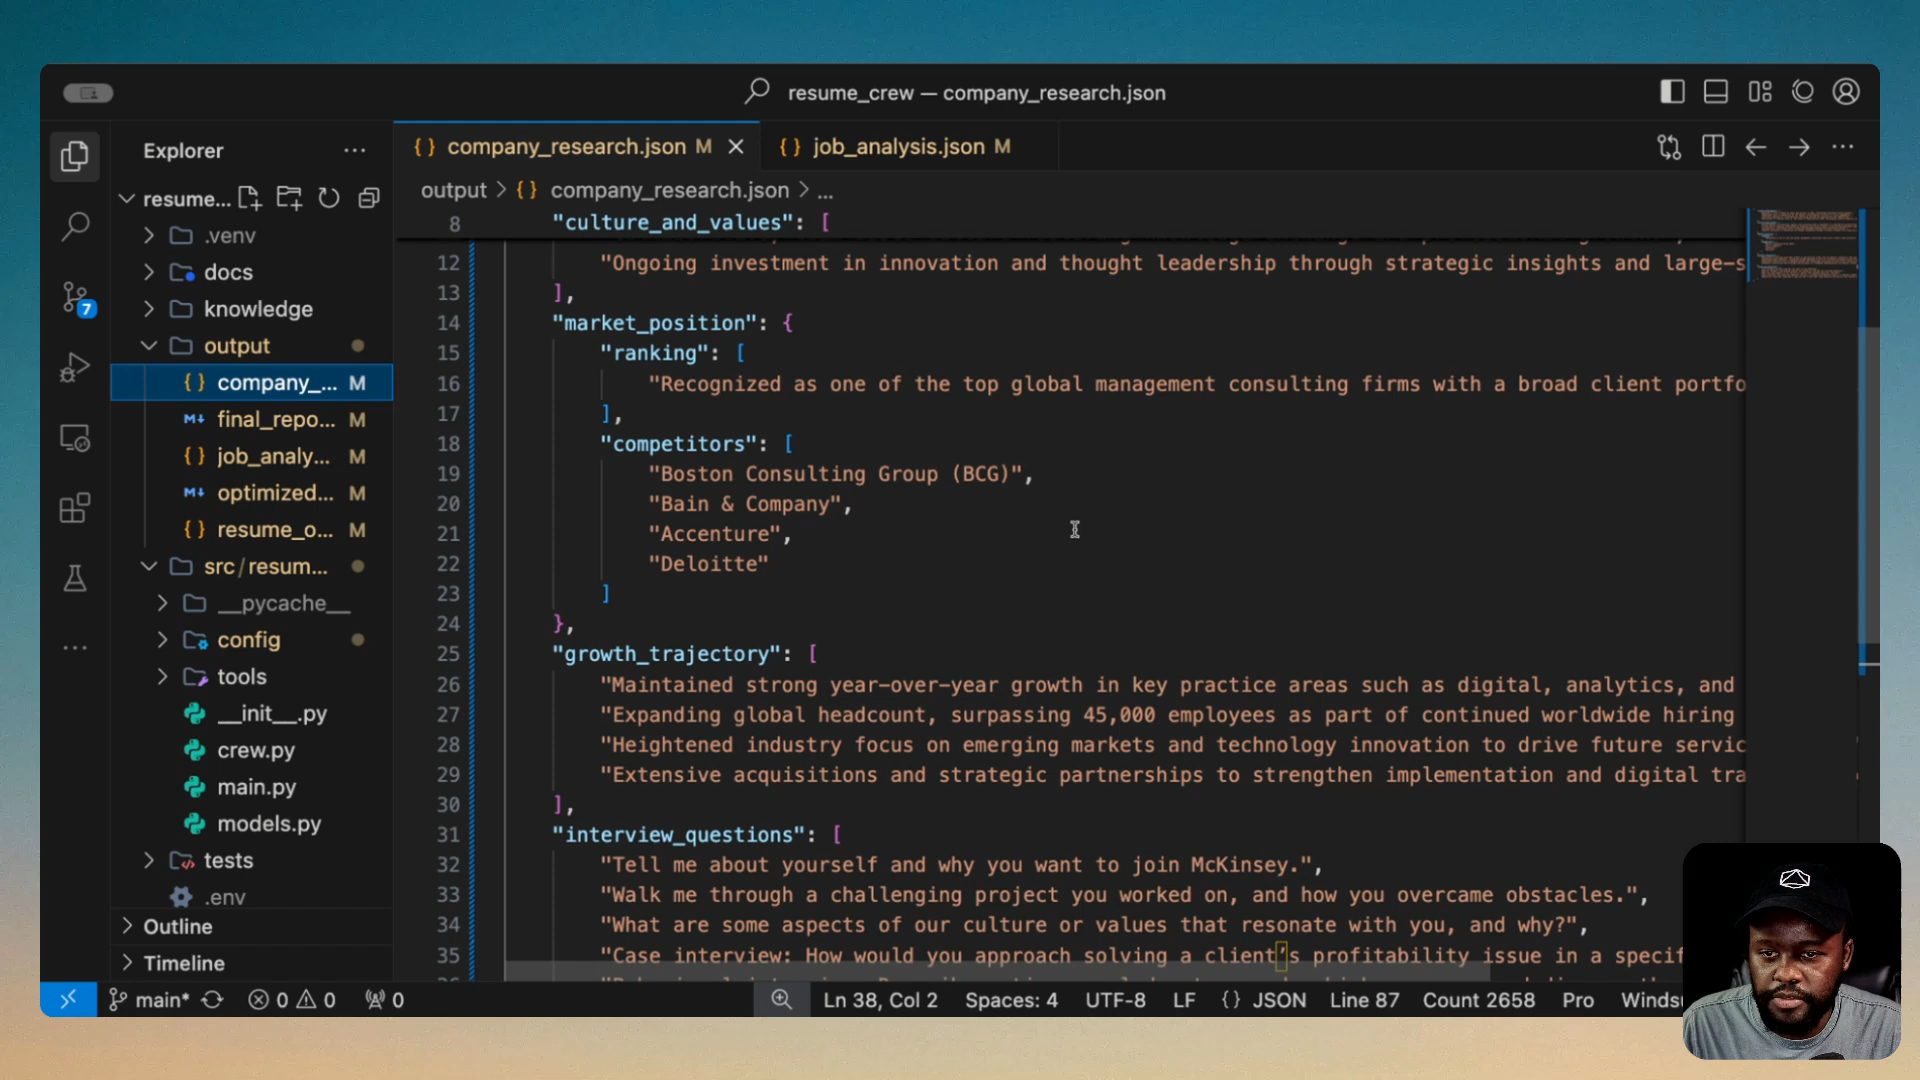 resume_crew — company_research.json
Explorer
company_research.json M
job_analysis.json M
resume...
output > {} company_research.json > ...
.venv
docs
knowledge
output
{} company_... M
final_repo... M
{} job_analy... M
optimized... M
{} resume_o... M
src/resum...
__pycache__
config
tools
__init__.py
crew.py
main.py
models.py
tests
.env
Outline
Timeline
7
8 "culture_and_values": [
12 "Ongoing investment in innovation and thought leadership through strategic insights and large-s
13 ],
14 "market_position": {
15 "ranking": [
16 "Recognized as one of the top global management consulting firms with a broad client portfo
17 ],
18 "competitors": [
19 "Boston Consulting Group (BCG)",
20 "Bain & Company",
21 "Accenture",
22 "Deloitte"
23 ]
24 },
25 "growth_trajectory": [
26 "Maintained strong year-over-year growth in key practice areas such as digital, analytics, and
27 "Expanding global headcount, surpassing 45,000 employees as part of continued worldwide hiring
28 "Heightened industry focus on emerging markets and technology innovation to drive future servic
29 "Extensive acquisitions and strategic partnerships to strengthen implementation and digital tra
30 ],
31 "interview_questions": [
32 "Tell me about yourself and why you want to join McKinsey.",
33 "Walk me through a challenging project you worked on, and how you overcame obstacles.",
34 "What are some aspects of our culture or values that resonate with you, and why?",
35 "Case interview: How would you approach solving a client’s profitability issue in a specif
main* 0 0 0 Ln 38, Col 2 Spaces: 4 UTF-8 LF {} JSON Line 87 Count 2658 Pro Winds